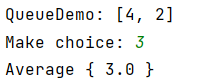 QueueDemo: [4, 2]
Make choice: 3
Average { 3.0 }